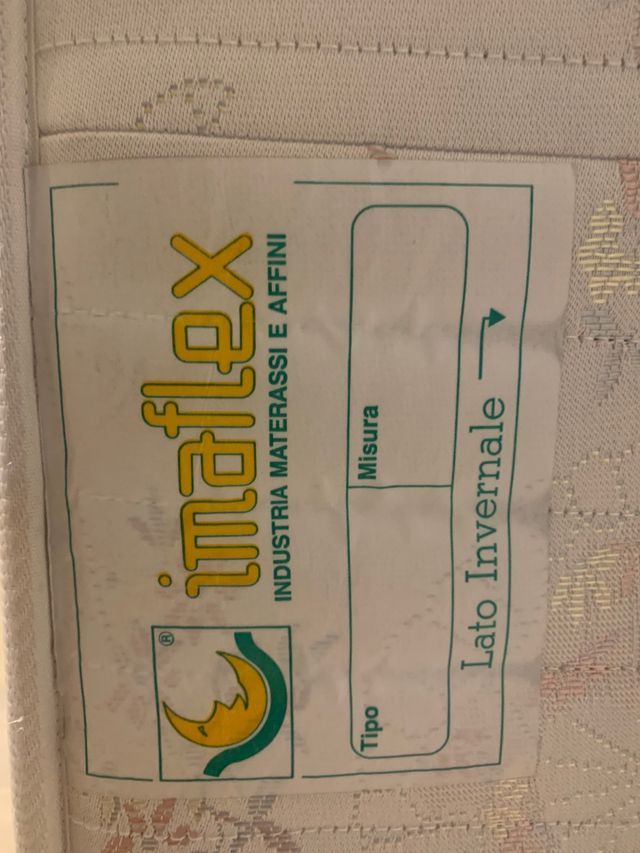 ®
imaflex
INDUSTRIA MATERASSI E AFFINI
Tipo
Misura
Lato Invernale